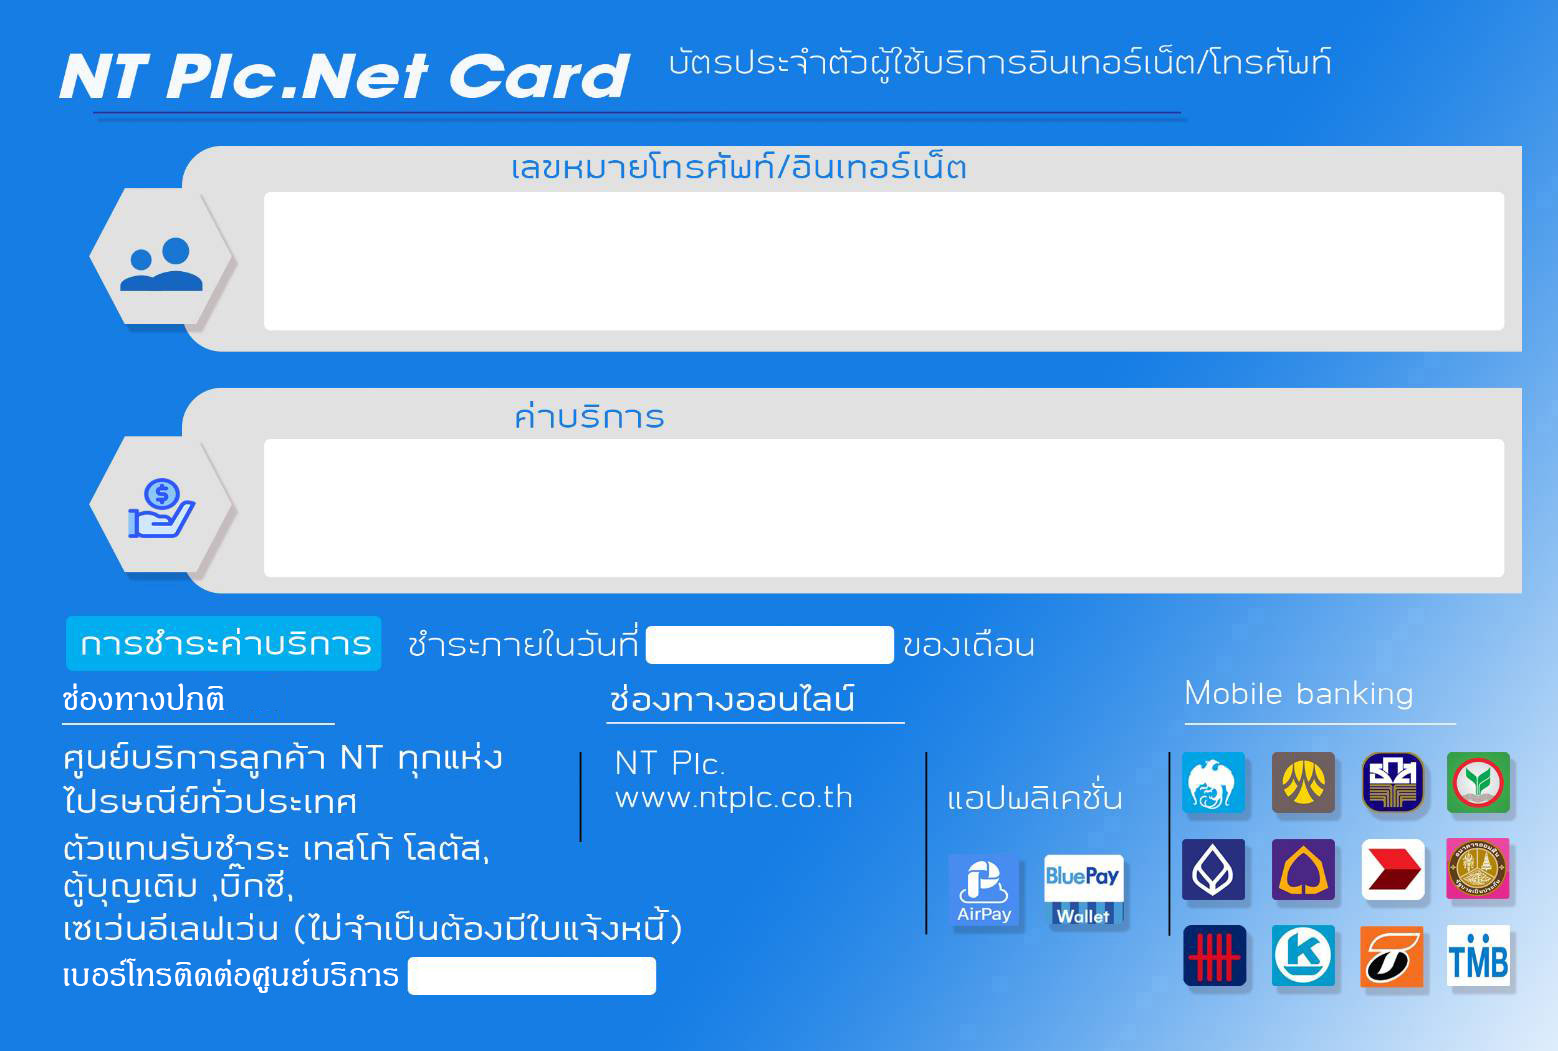 NT Plc.Net Card
บัตรประจำตัวผู้ใช้บริการอินเทอร์เน็ต/โทรศัพท์
เลขหมายโทรศัพท์/อินเทอร์เน็ต
ค่าบริการ
การชำระค่าบริการ ชำระภายในวันที่ ของเดือน
ช่องทางปกติ
ศูนย์บริการลูกค้า NT ทุกแห่ง
ไปรษณีย์ทั่วประเทศ
ตัวแทนรับชำระ เทสโก้ โลตัส,
ตู้บุญเติม ,บิ๊กซี,
เซเว่นอีเลฟเว่น (ไม่จำเป็นต้องมีใบแจ้งหนี้)
เบอร์โทรติดต่อศูนย์บริการ
ช่องทางออนไลน์
NT Plc.
www.ntplc.co.th
แอปพลิเคชั่น
AirPay
BluePay
Wallet
Mobile banking
ธนาคารออมสิน
TMB